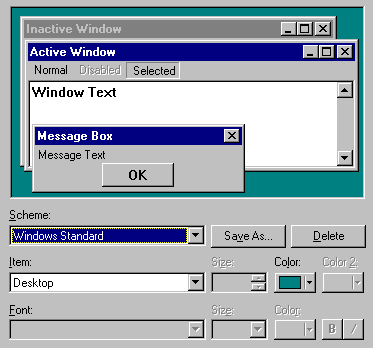 Inactive Window
Active Window
Normal Disabled Selected
Window Text
Message Box
Message Text
OK
Scheme:
Windows Standard Save As... Delete
Item: Size: Color: Color 2:
Desktop
Font: Size: Color:
B /